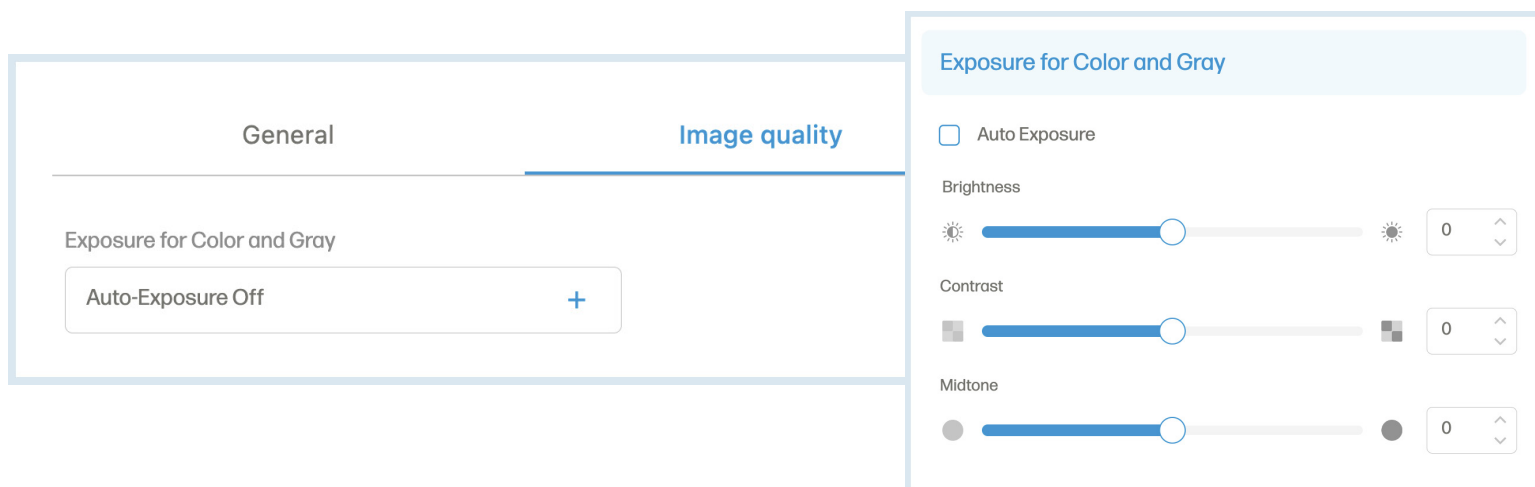 General
Image quality
Exposure for Color and Gray
Auto-Exposure Off
+
Exposure for Color and Gray
Auto Exposure
Brightness
0
Contrast
0
Midtone
0